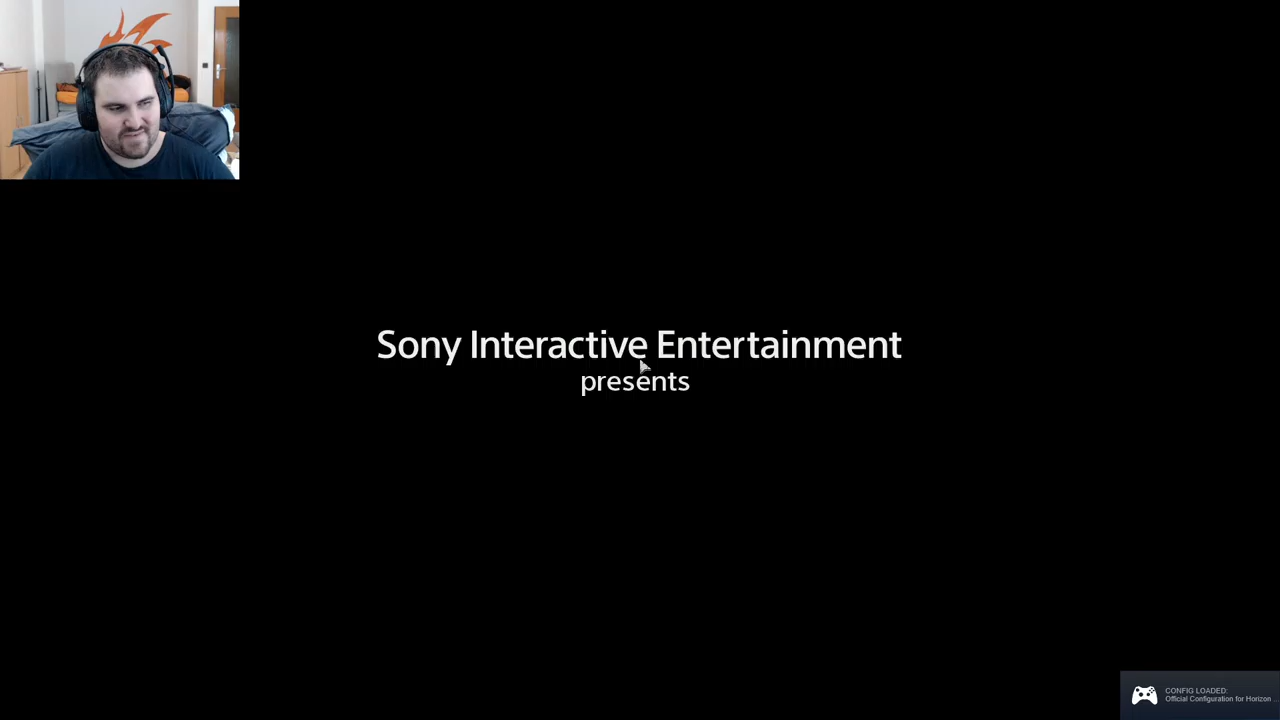 Sony Interactive Entertainment
presents
CONFIG LOADED:
Official Configuration for Horizon